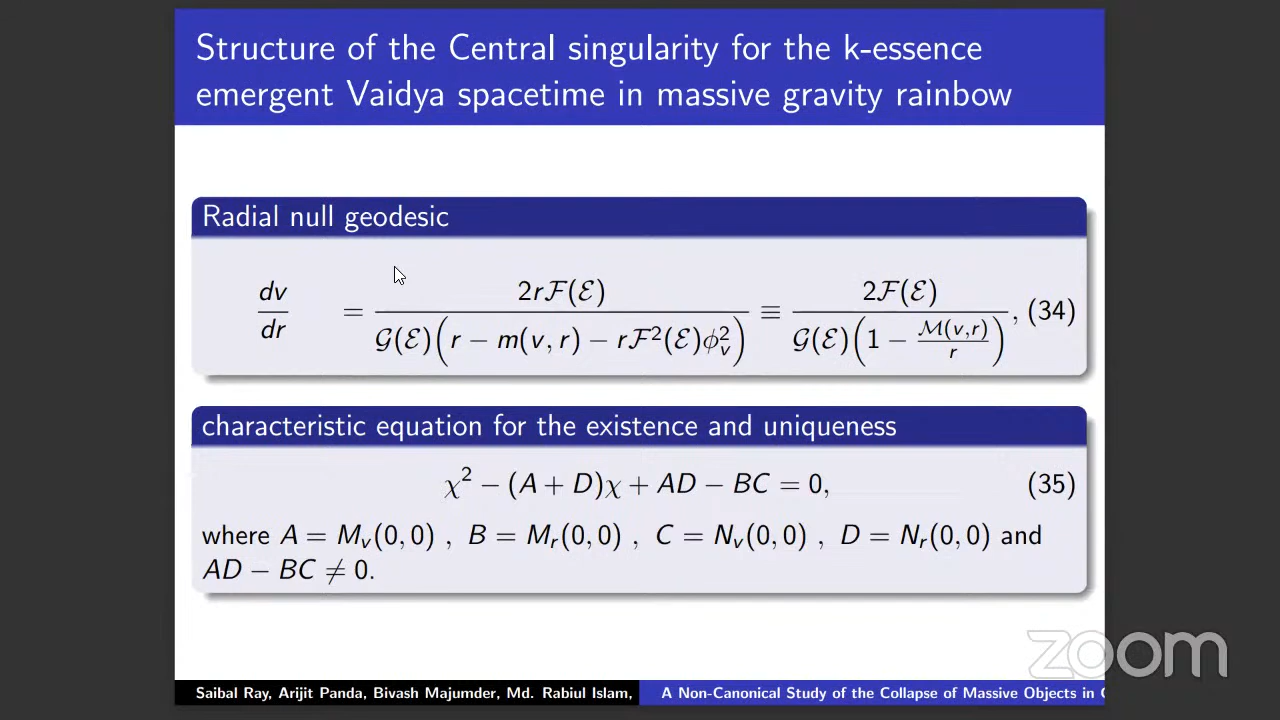 Structure of the Central singularity for the k-essence
emergent Vaidya spacetime in massive gravity rainbow
Radial null geodesic
dv/dr = 2rℱ(ℰ) / 𝒢(ℰ)(r − m(v, r) − rℱ²(ℰ)ϕ_v²) ≡ 2ℱ(ℰ) / 𝒢(ℰ)(1 − ℳ(v,r)/r), (34)
characteristic equation for the existence and uniqueness
χ² − (A + D)χ + AD − BC = 0, (35)
where A = M_v(0, 0) , B = M_r(0, 0) , C = N_v(0, 0) , D = N_r(0, 0) and
AD − BC ≠ 0.
zoom
Saibal Ray, Arijit Panda, Bivash Majumder, Md. Rabiul Islam, A Non-Canonical Study of the Collapse of Massive Objects in